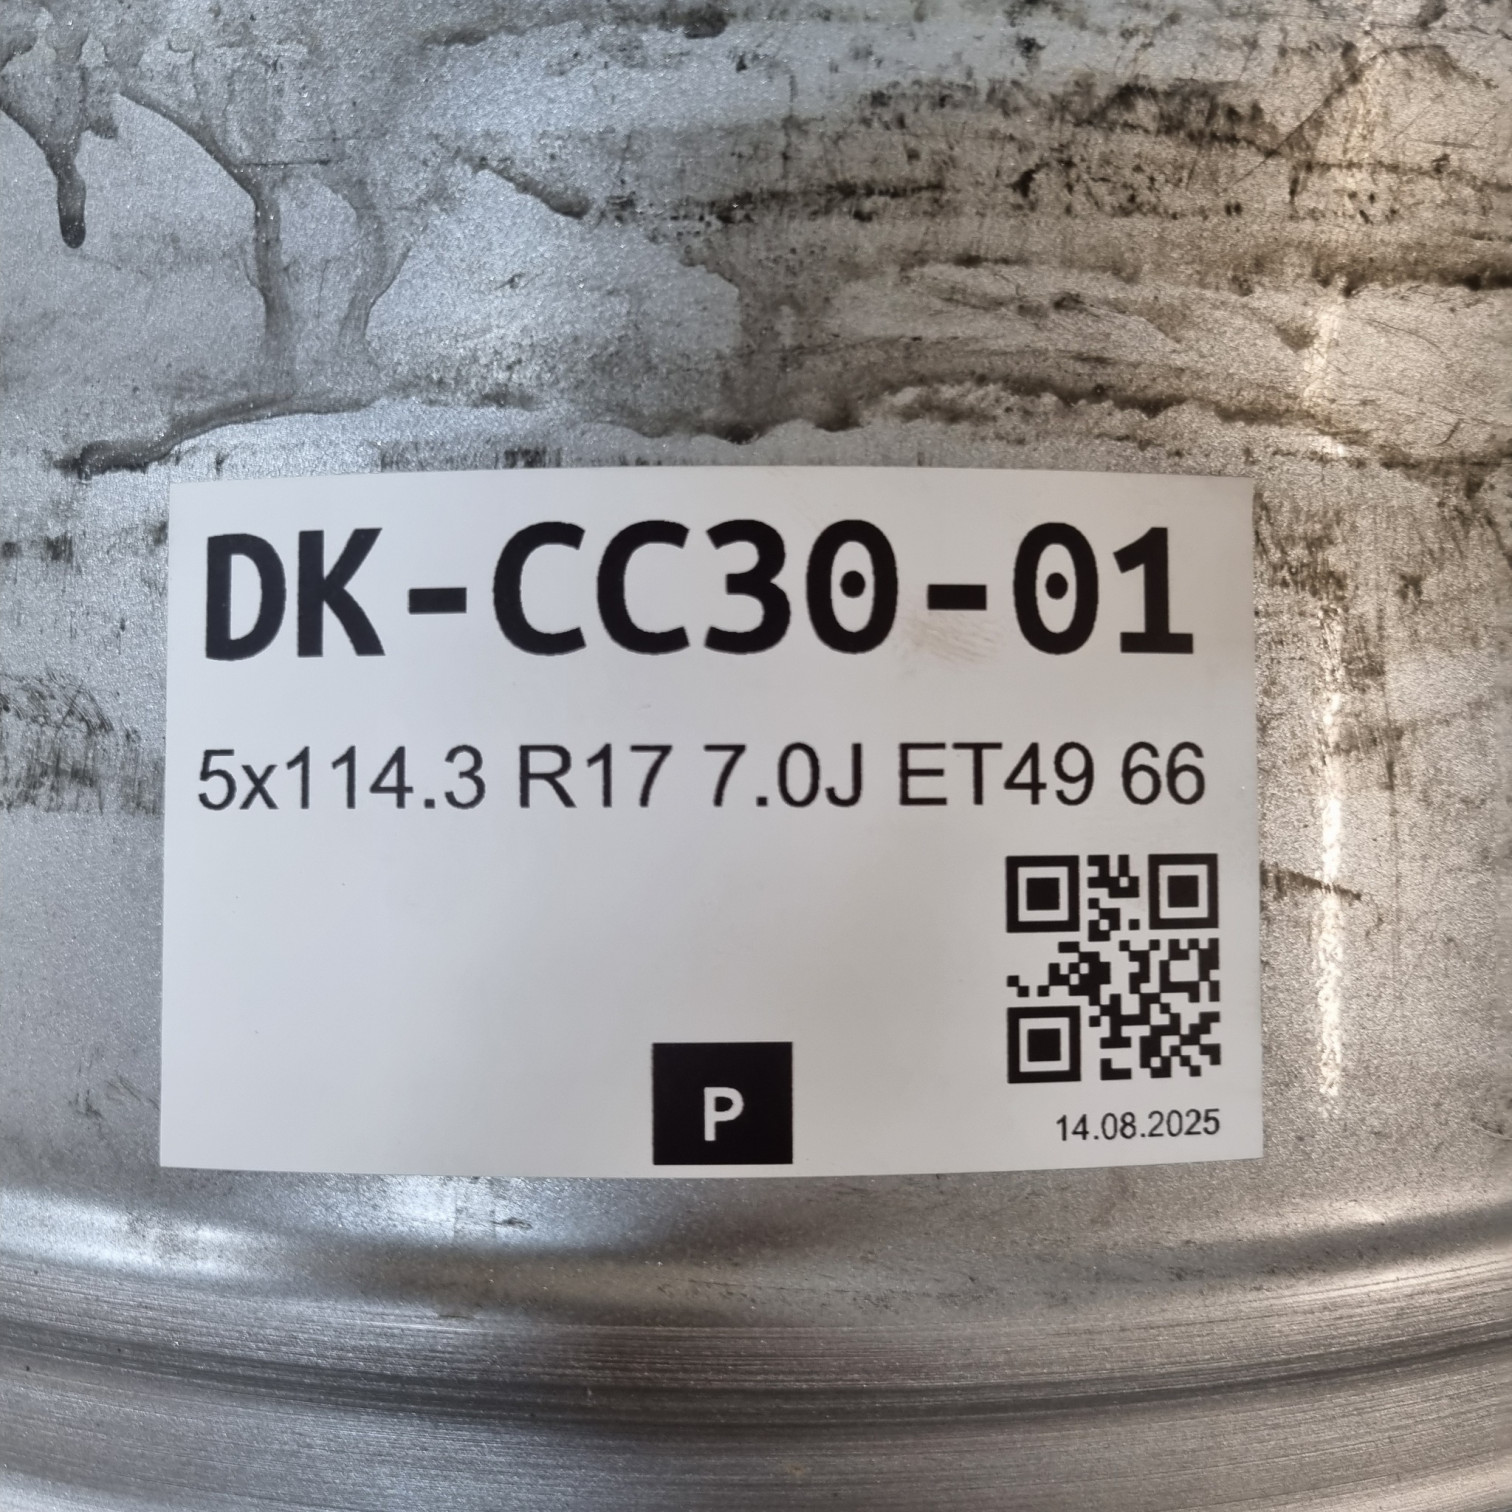 DK-CC30-01
5x114.3 R17 7.0J ET49 66
P
14.08.2025